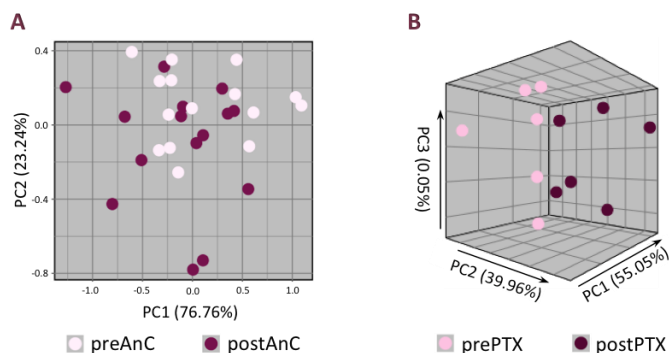 A
B
0.4
0.0
-0.4
-0.8
PC2 (23.24%)
-1.0
-0.5
0.0
0.5
1.0
PC1 (76.76%)
preAnC
postAnC
PC3 (0.05%)
PC2 (39.96%)
PC1 (55.05%)
prePTX
postPTX